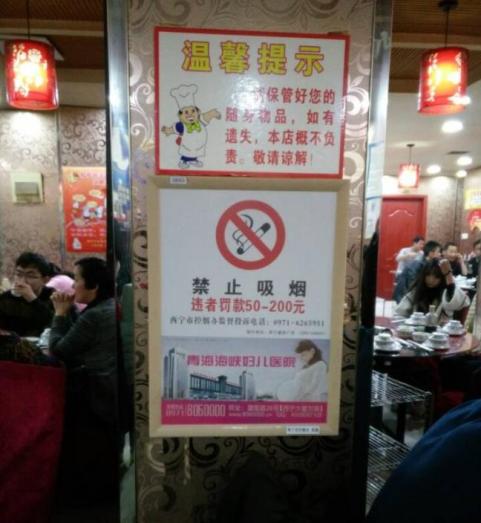 温馨提示
请保管好您的
随身物品，如有
遗失，本店概不负
责。敬请谅解！
禁止吸烟
违者罚款50-200元
西宁市控烟办监督投诉电话：0971-6265951
青海海峡妇儿医院
0971 8060000